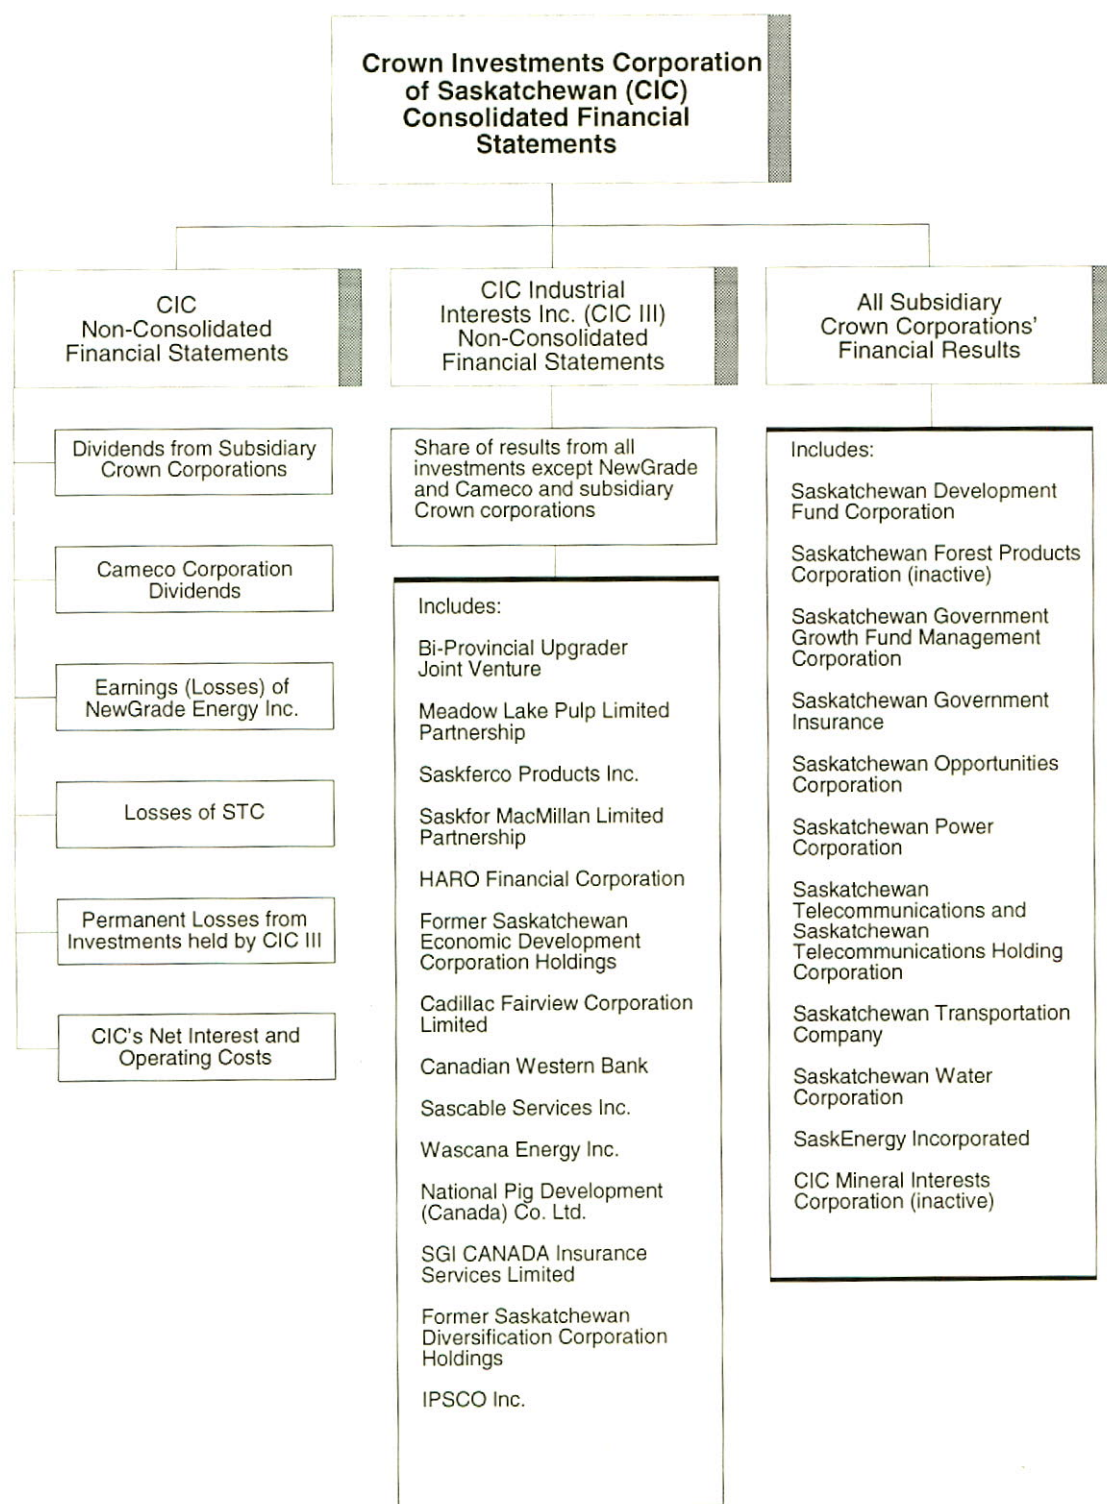 Crown Investments Corporation
of Saskatchewan (CIC)
Consolidated Financial
Statements
CIC
Non-Consolidated
Financial Statements
Dividends from Subsidiary
Crown Corporations
Cameco Corporation
Dividends
Earnings (Losses) of
NewGrade Energy Inc.
Losses of STC
Permanent Losses from
Investments held by CIC III
CIC's Net Interest and
Operating Costs
CIC Industrial
Interests Inc. (CIC III)
Non-Consolidated
Financial Statements
Share of results from all
investments except NewGrade
and Cameco and subsidiary
Crown corporations
Includes:
Bi-Provincial Upgrader
Joint Venture
Meadow Lake Pulp Limited
Partnership
Saskferco Products Inc.
Saskfor MacMillan Limited
Partnership
HARO Financial Corporation
Former Saskatchewan
Economic Development
Corporation Holdings
Cadillac Fairview Corporation
Limited
Canadian Western Bank
Sascable Services Inc.
Wascana Energy Inc.
National Pig Development
(Canada) Co. Ltd.
SGI CANADA Insurance
Services Limited
Former Saskatchewan
Diversification Corporation
Holdings
IPSCO Inc.
All Subsidiary
Crown Corporations'
Financial Results
Includes:
Saskatchewan Development
Fund Corporation
Saskatchewan Forest Products
Corporation (inactive)
Saskatchewan Government
Growth Fund Management
Corporation
Saskatchewan Government
Insurance
Saskatchewan Opportunities
Corporation
Saskatchewan Power
Corporation
Saskatchewan
Telecommunications and
Saskatchewan
Telecommunications Holding
Corporation
Saskatchewan Transportation
Company
Saskatchewan Water
Corporation
SaskEnergy Incorporated
CIC Mineral Interests
Corporation (inactive)